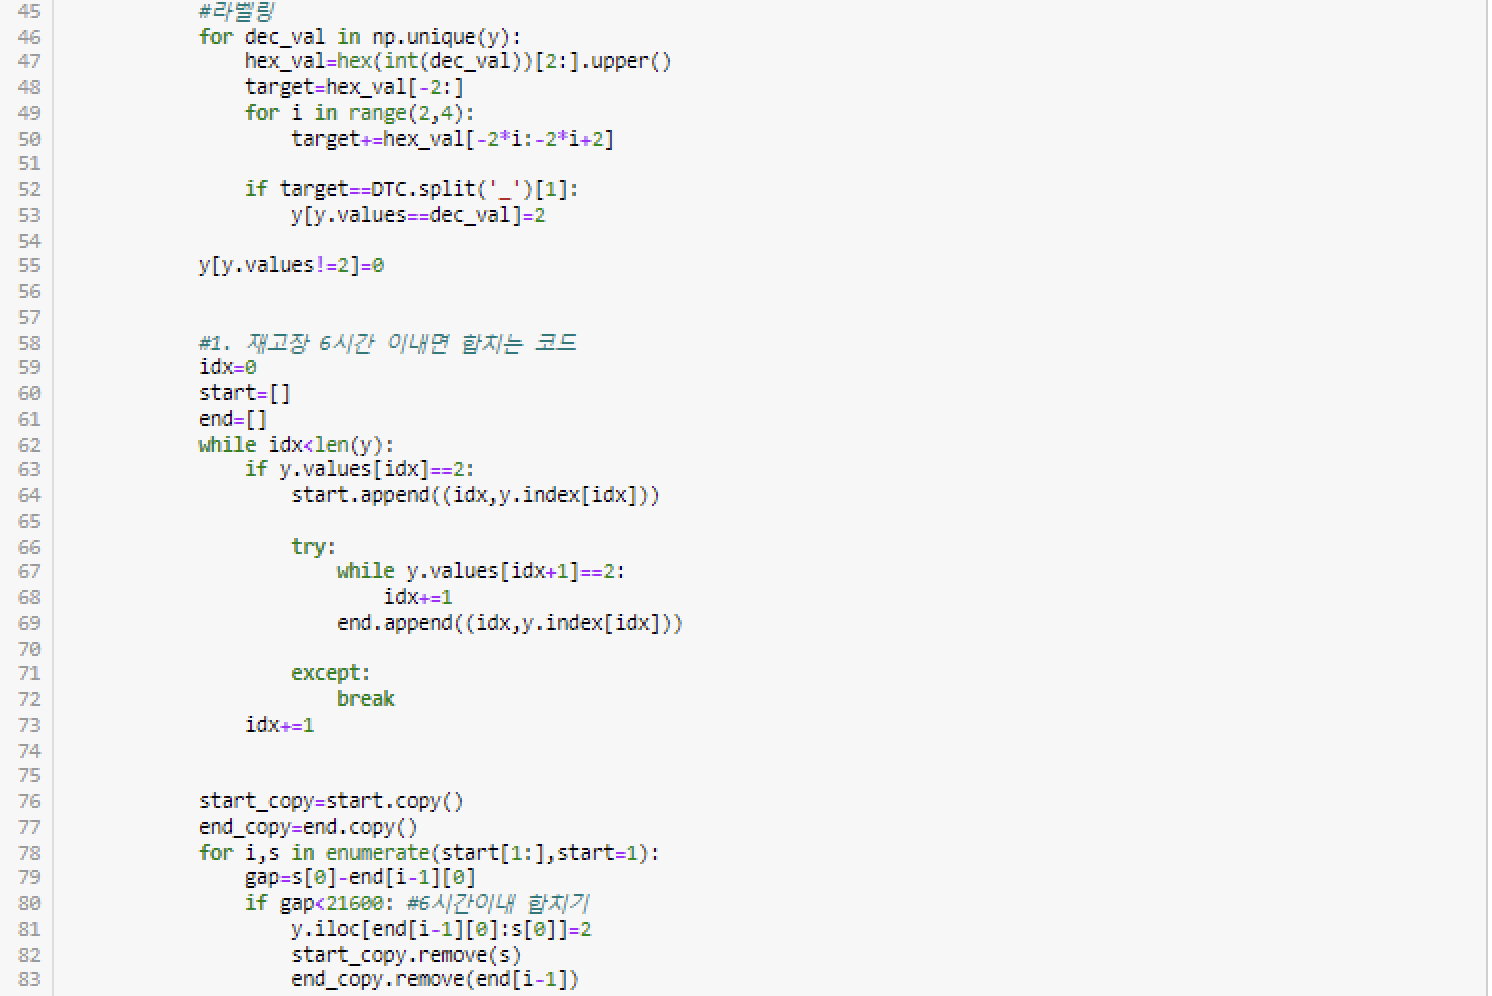 45 #라벨링
46 for dec_val in np.unique(y):
47 hex_val=hex(int(dec_val))[2:].upper()
48 target=hex_val[-2:]
49 for i in range(2,4):
50 target+=hex_val[-2*i:-2*i+2]
51
52 if target==DTC.split('_')[1]:
53 y[y.values==dec_val]=2
54
55 y[y.values!=2]=0
56
57
58 #1. 재고장 6시간 이내면 합치는 코드
59 idx=0
60 start=[]
61 end=[]
62 while idx<len(y):
63 if y.values[idx]==2:
64 start.append((idx,y.index[idx]))
65
66 try:
67 while y.values[idx+1]==2:
68 idx+=1
69 end.append((idx,y.index[idx]))
70
71 except:
72 break
73 idx+=1
74
75
76 start_copy=start.copy()
77 end_copy=end.copy()
78 for i,s in enumerate(start[1:],start=1):
79 gap=s[0]-end[i-1][0]
80 if gap<21600: #6시간이내 합치기
81 y.iloc[end[i-1][0]:s[0]]=2
82 start_copy.remove(s)
83 end_copy.remove(end[i-1])